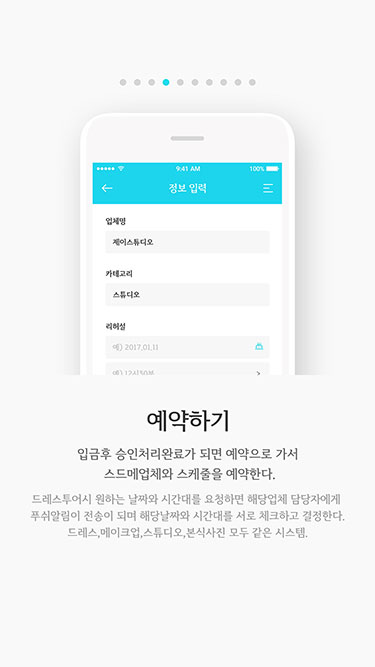 9:41 AM 100%
정보 입력
업체명
제이스튜디오
카테고리
스튜디오
리허설
예) 2017.01.11
예) 12시30분
예약하기
입금후 승인처리완료가 되면 예약으로 가서
스드메업체와 스케줄을 예약한다.
드레스투어시 원하는 날짜와 시간대를 요청하면 해당업체 담당자에게
푸쉬알림이 전송이 되며 해당날짜와 시간대를 서로 체크하고 결정한다.
드레스,메이크업,스튜디오,본식사진 모두 같은 시스템.